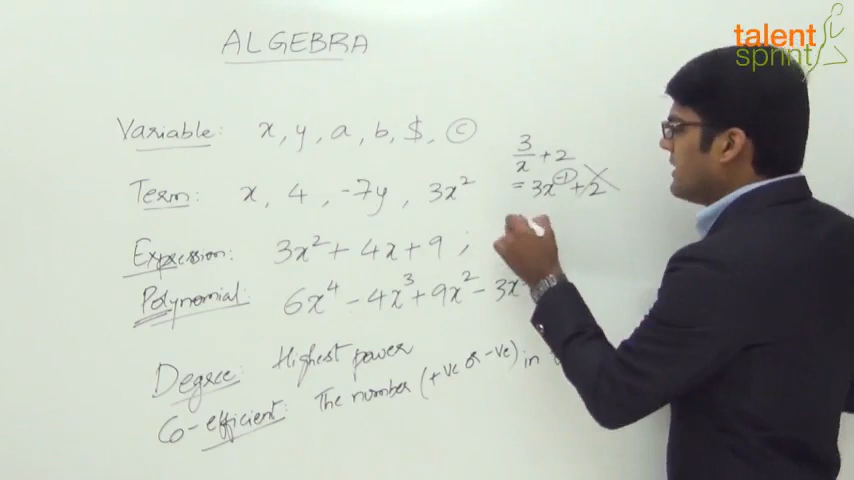 talent
sprint
ALGEBRA
Variable: x, y, a, b, $, ©
Term: x, 4, -7y, 3x²
Expression: 3x² + 4x + 9 ;
Polynomial: 6x⁴ - 4x³ + 9x² - 3x
Degree: Highest power
Co-efficient: The number (+ve or -ve) in
3/x + 2
= 3x⁻¹ + 2